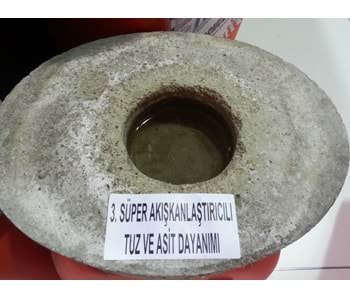 3. SÜPER AKIŞKANLAŞTIRICILI
TUZ VE ASİT DAYANIMI